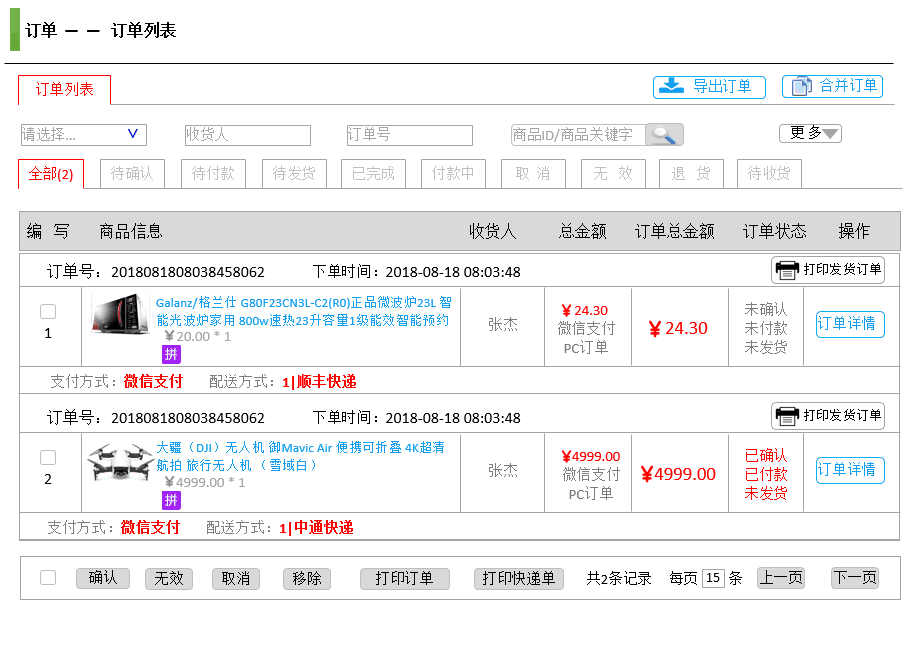 订单 — — 订单列表
订单列表 导出订单 合并订单
请选择... V 收货人 订单号 商品ID/商品关键字 更多
全部(2) 待确认 待付款 待发货 已完成 付款中 取 消 无 效 退 货 待收货
编 写 商品信息 收货人 总金额 订单总金额 订单状态 操作
订单号：2018081808038458062 下单时间：2018-08-18 08:03:48 打印发货订单
Galanz/格兰仕 G80F23CN3L-C2(R0)正品微波炉23L 智
能光波炉家用 800w速热23升容量1级能效智能预约
￥20.00 * 1
拼
1
张杰
￥24.30
微信支付
PC订单
￥24.30
未确认
未付款
未发货
订单详情
支付方式：微信支付 配送方式：1|顺丰快递
订单号：2018081808038458062 下单时间：2018-08-18 08:03:48 打印发货订单
大疆（DJI）无人机 御Mavic Air 便携可折叠 4K超清
航拍 旅行无人机 （雪域白）
￥4999.00 * 1
拼
2
张杰
￥4999.00
微信支付
PC订单
￥4999.00
已确认
已付款
未发货
订单详情
支付方式：微信支付 配送方式：1|中通快递
确认 无效 取消 移除 打印订单 打印快递单 共2条记录 每页 15 条 上一页 下一页